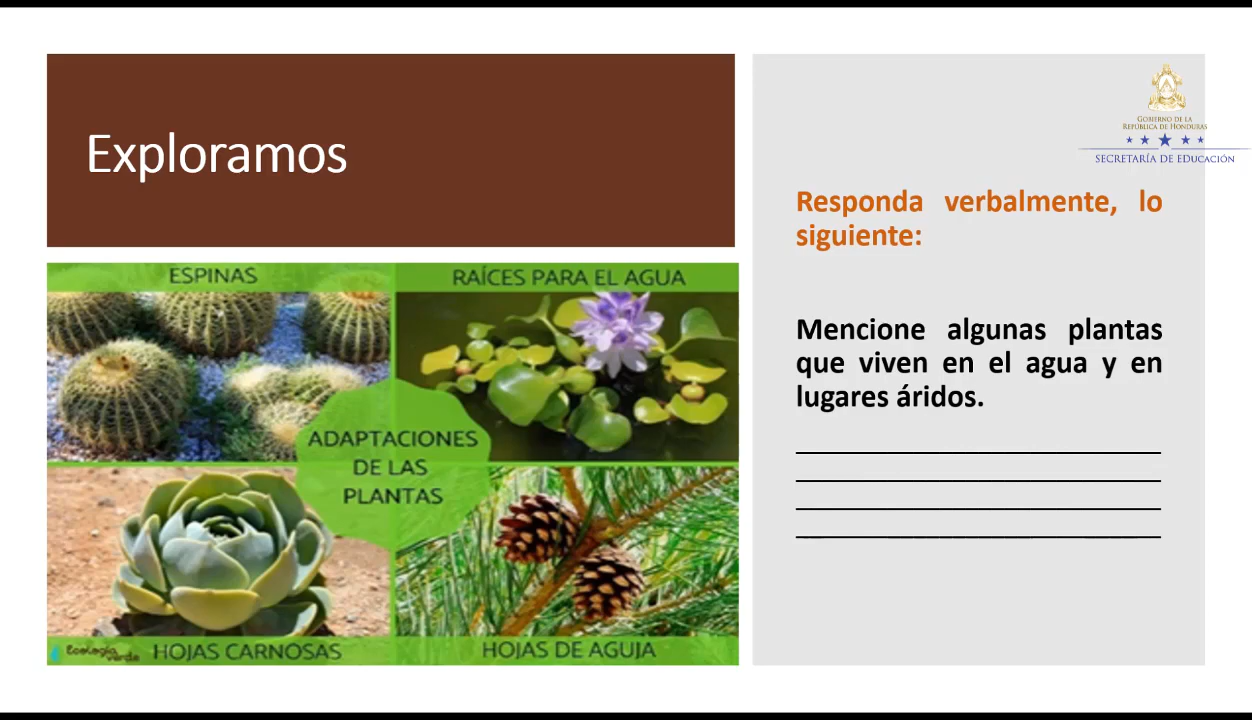 Exploramos
GOBIERNO DE LA
REPÚBLICA DE HONDURAS
SECRETARÍA DE EDUCACIÓN
Responda verbalmente, lo
siguiente:
Mencione algunas plantas
que viven en el agua y en
lugares áridos.
ESPINAS
RAÍCES PARA EL AGUA
ADAPTACIONES
DE LAS
PLANTAS
Ecología
verde
HOJAS CARNOSAS
HOJAS DE AGUJA